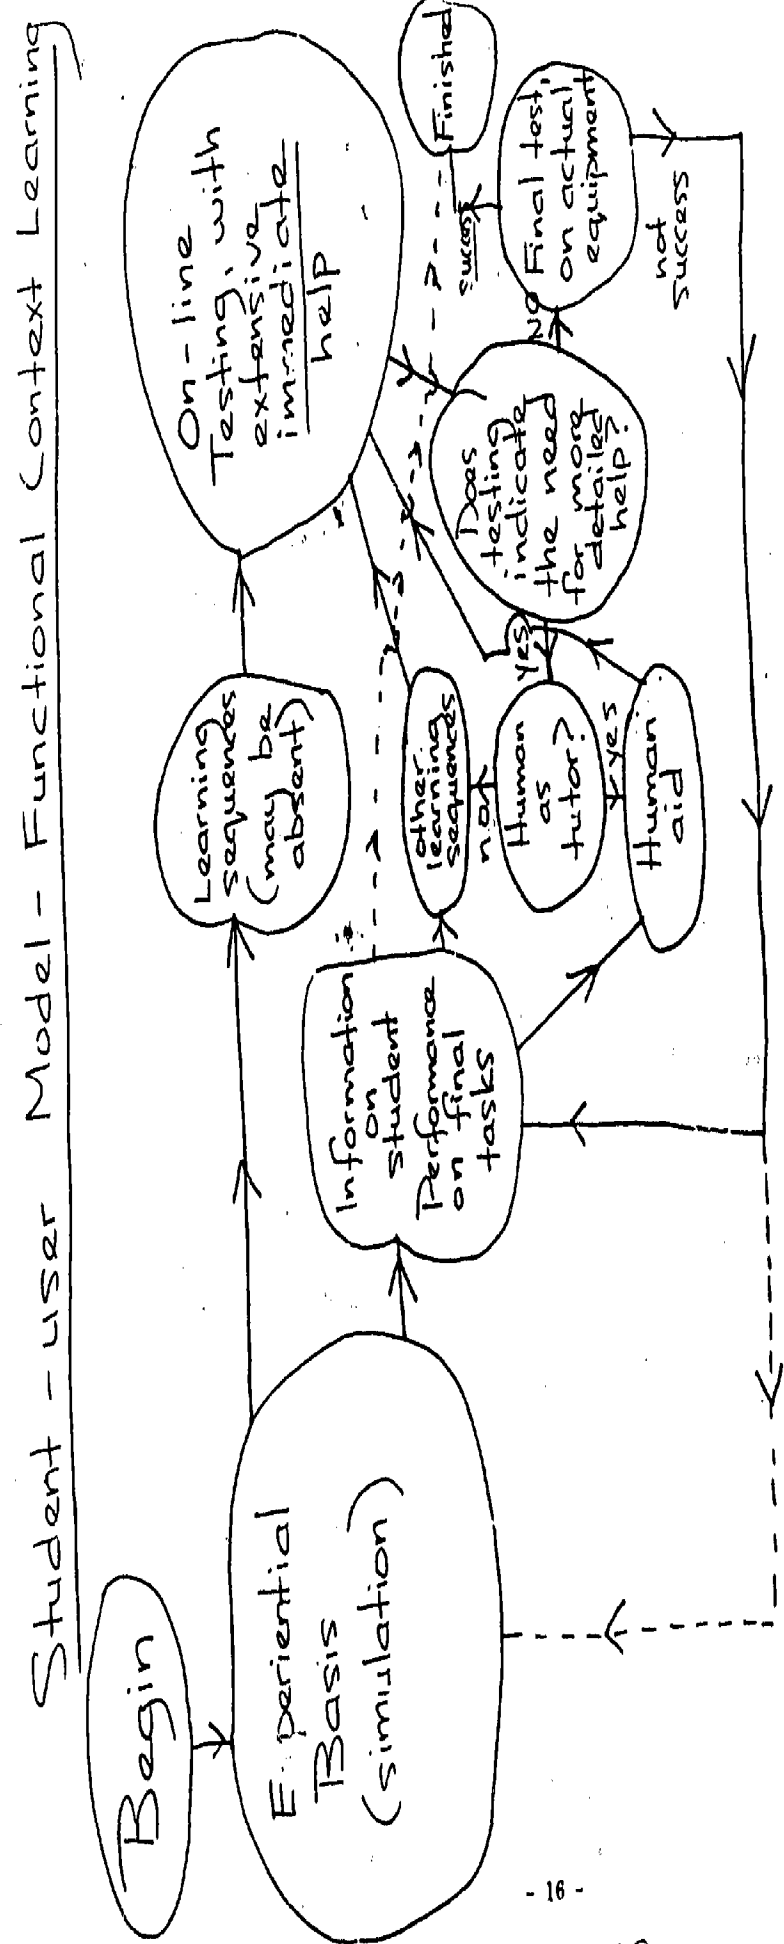 Student-user Model - Functional Context Learning
Begin
E periential
Basis
(simulation)
Learning
sequences
(may be
absent)
On-line
Testing, with
extensive
immediate
help
Information
on
student
Performance
on final
tasks
other
learning
sequences
no
Human
as
tutor?
yes
Human
aid
Yes
Does
testing
indicate
the need
for more
detailed
help?
NO
Final test,
on actual
equipment
success
Finished
not
success
- 16 -